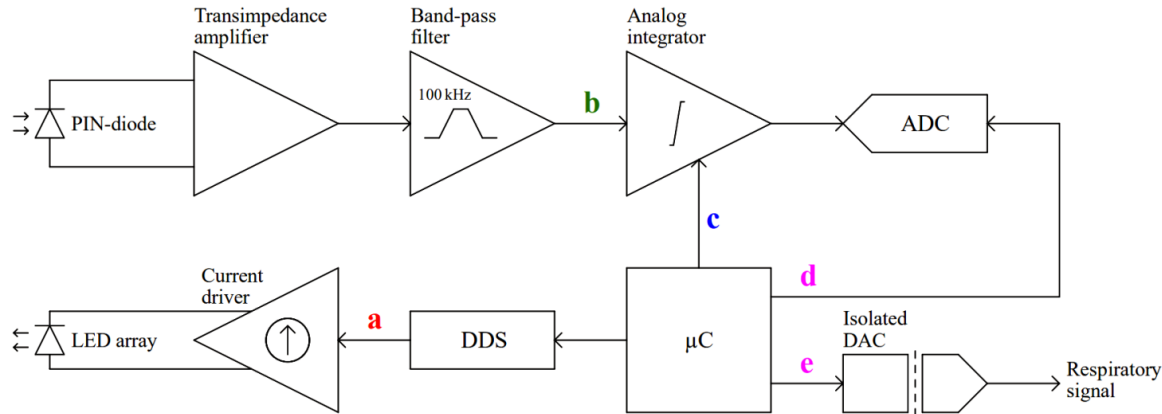 Transimpedance
amplifier
Band-pass
filter
Analog
integrator
PIN-diode
100 kHz
b
ADC
c
d
Current
driver
LED array
a
DDS
µC
e
Isolated
DAC
Respiratory
signal